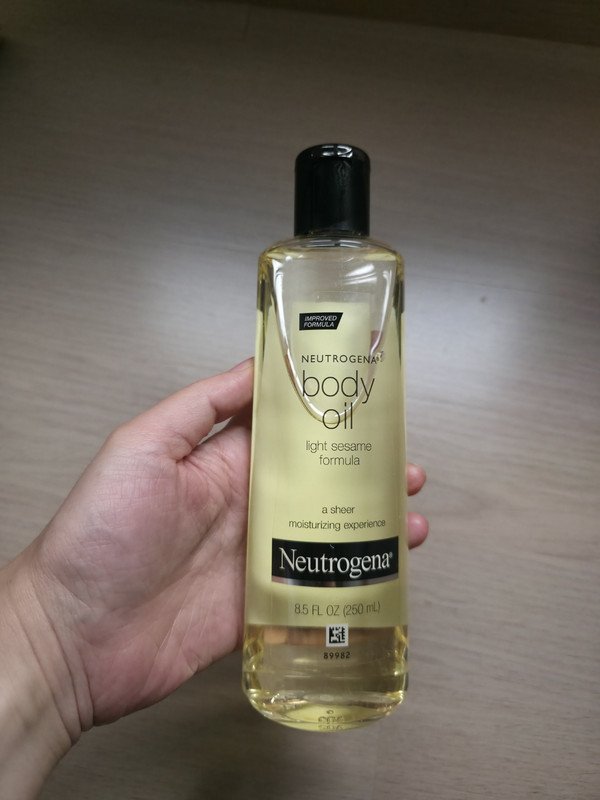 IMPROVED
FORMULA
NEUTROGENA®
body
oil
light sesame
formula
a sheer
moisturizing experience
Neutrogena®
8.5 FL OZ (250 mL)
89982